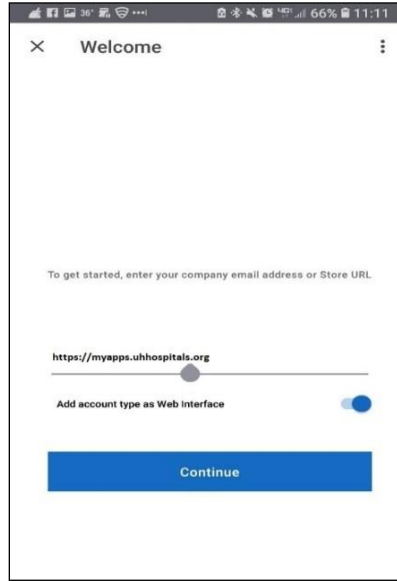 36°
66% 11:11
Welcome
To get started, enter your company email address or Store URL
https://myapps.uhhospitals.org
Add account type as Web Interface
Continue